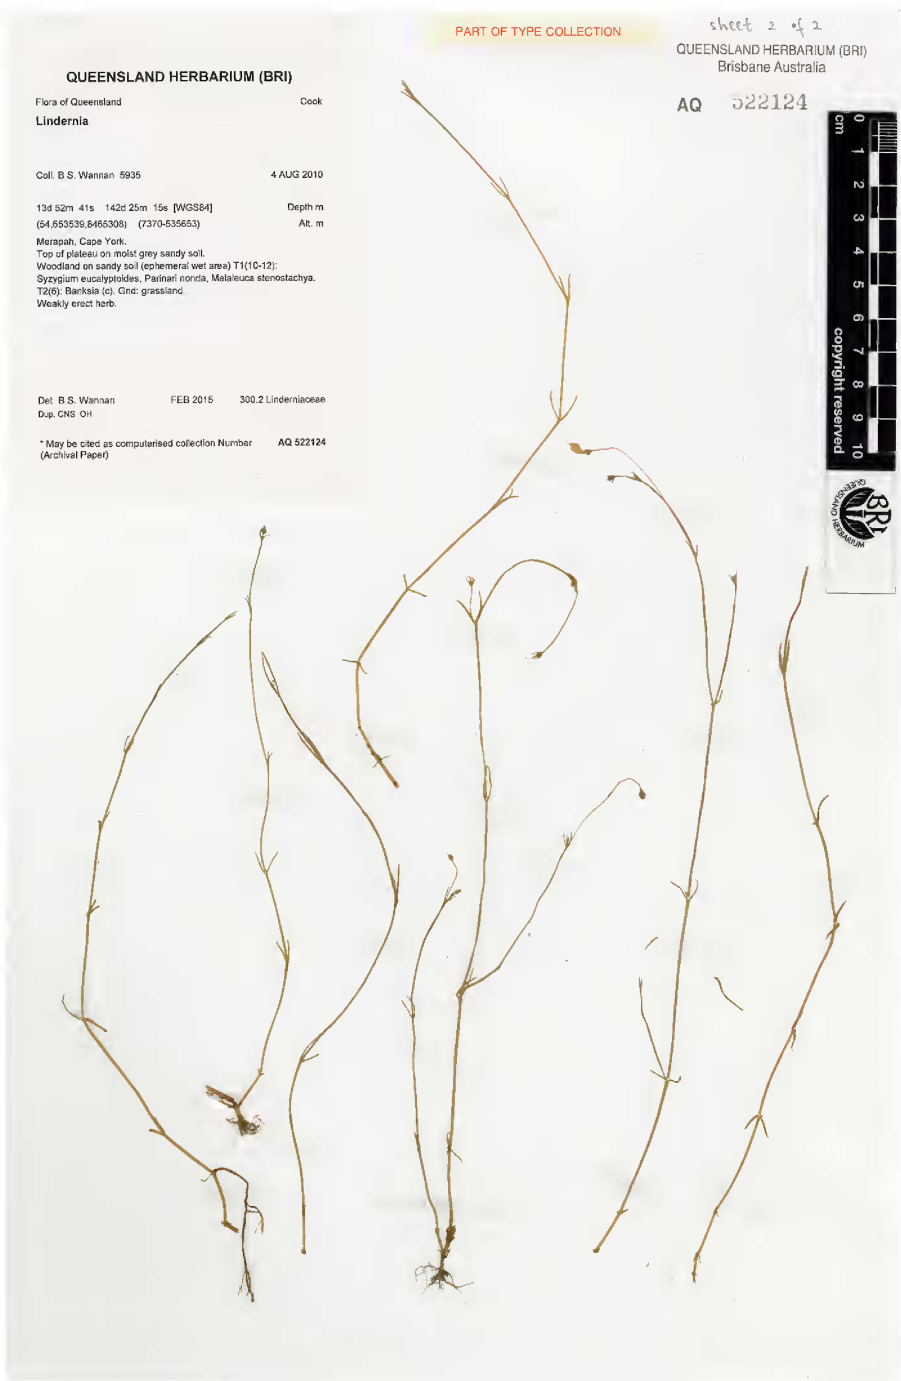 PART OF TYPE COLLECTION
sheet 2 of 2
QUEENSLAND HERBARIUM (BRI)
Brisbane Australia
AQ 522124
QUEENSLAND HERBARIUM (BRI)
Flora of Queensland Cook
Lindernia
Coll. B.S. Wannan 5935 4 AUG 2010
13d 52m 41s 142d 25m 15s [WGS84] Depth m
(54,653539,8465308) (7370-535653) Alt. m
Merapah, Cape York.
Top of plateau on moist grey sandy soil.
Woodland on sandy soil (ephemeral wet area) T1(10-12):
Syzygium eucalyptoides, Parinari nonda, Melaleuca stenostachya.
T2(6): Banksia (c). Gnd: grassland.
Weakly erect herb.
Det. B.S. Wannan FEB 2015 300.2 Linderniaceae
Dup. CNS OH
* May be cited as computerised collection Number AQ 522124
(Archival Paper)
cm
0
1
2
3
4
5
6
7
8
9
10
copyright reserved
BRI
QUEENSLAND HERBARIUM